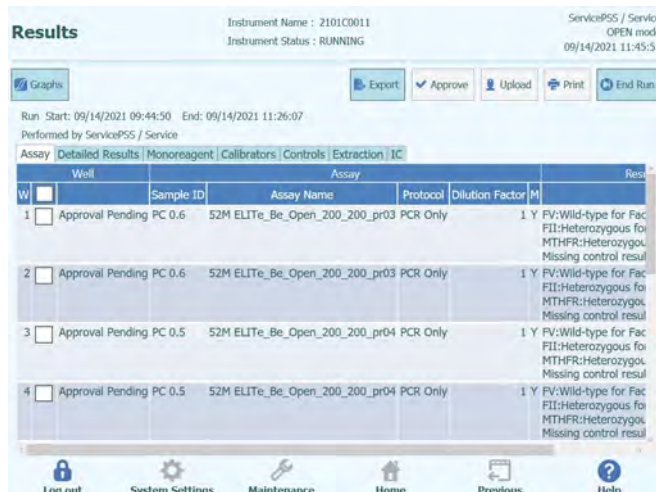 Results
Instrument Name : 2101C0011
Instrument Status : RUNNING
ServicePSS / Servic
OPEN mod
09/14/2021 11:45:5
Graphs
Export
Approve
Upload
Print
End Run
Run Start: 09/14/2021 09:44:50 End: 09/14/2021 11:26:07
Performed by ServicePSS / Service
Assay Detailed Results Monoreagent Calibrators Controls Extraction IC
Well Assay Resu
W Sample ID Assay Name Protocol Dilution Factor M
1 Approval Pending PC 0.6 52M ELITe_Be_Open_200_200_pr03 PCR Only 1 Y FV:Wild-type for Fac
FII:Heterozygous for
MTHFR:Heterozygou
Missing control resul
2 Approval Pending PC 0.6 52M ELITe_Be_Open_200_200_pr03 PCR Only 1 Y FV:Wild-type for Fac
FII:Heterozygous for
MTHFR:Heterozygou
Missing control resul
3 Approval Pending PC 0.5 52M ELITe_Be_Open_200_200_pr04 PCR Only 1 Y FV:Wild-type for Fac
FII:Heterozygous for
MTHFR:Heterozygou
Missing control resul
4 Approval Pending PC 0.5 52M ELITe_Be_Open_200_200_pr04 PCR Only 1 Y FV:Wild-type for Fac
FII:Heterozygous for
MTHFR:Heterozygou
Missing control resul
Log out System Settings Maintenance Home Previous Help